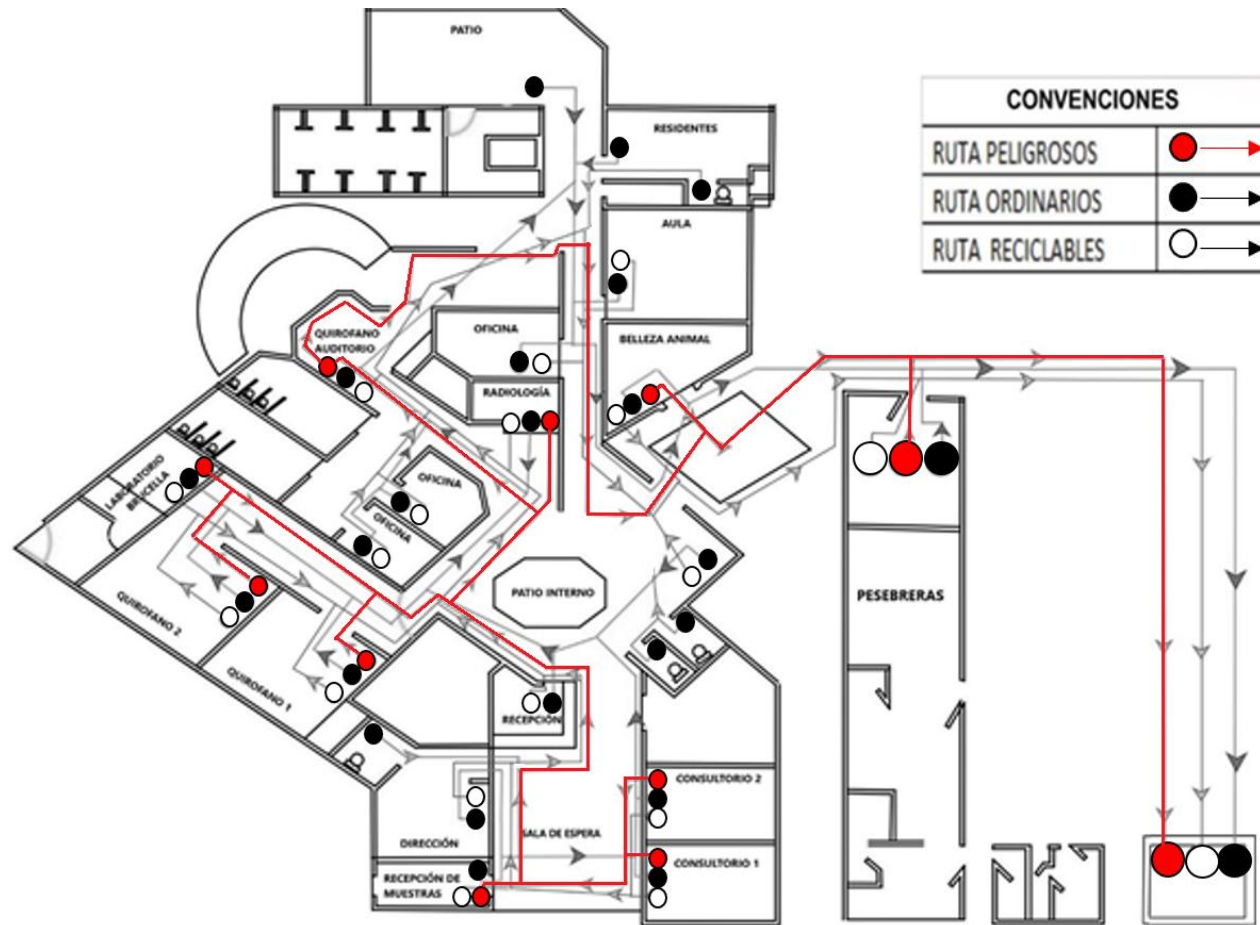 PATIO
CONVENCIONES
RUTA PELIGROSOS
RUTA ORDINARIOS
RUTA RECICLABLES
RESIDENTES
AULA
QUIROFANO
AUDITORIO
OFICINA
BELLEZA ANIMAL
RADIOLOGÍA
LABORATORIO
BRUCELLA
OFICINA
OFICINA
PATIO INTERNO
PESEBRERAS
QUIROFANO 2
QUIROFANO 1
RECEPCIÓN
CONSULTORIO 2
SALA DE ESPERA
DIRECCIÓN
CONSULTORIO 1
RECEPCIÓN DE
MUESTRAS